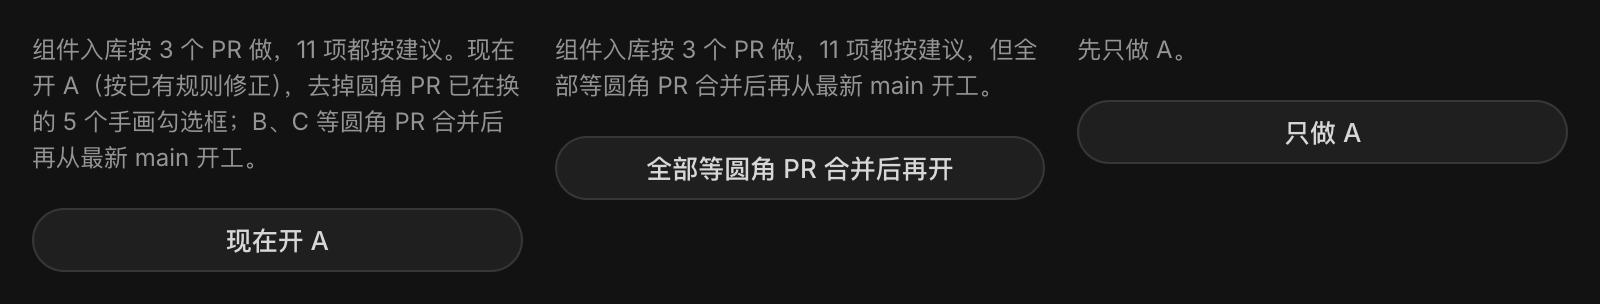 组件入库按 3 个 PR 做，11 项都按建议。现在
开 A（按已有规则修正），去掉圆角 PR 已在换
的 5 个手画勾选框；B、C 等圆角 PR 合并后
再从最新 main 开工。
现在开 A
组件入库按 3 个 PR 做，11 项都按建议，但全
部等圆角 PR 合并后再从最新 main 开工。
全部等圆角 PR 合并后再开
先只做 A。
只做 A